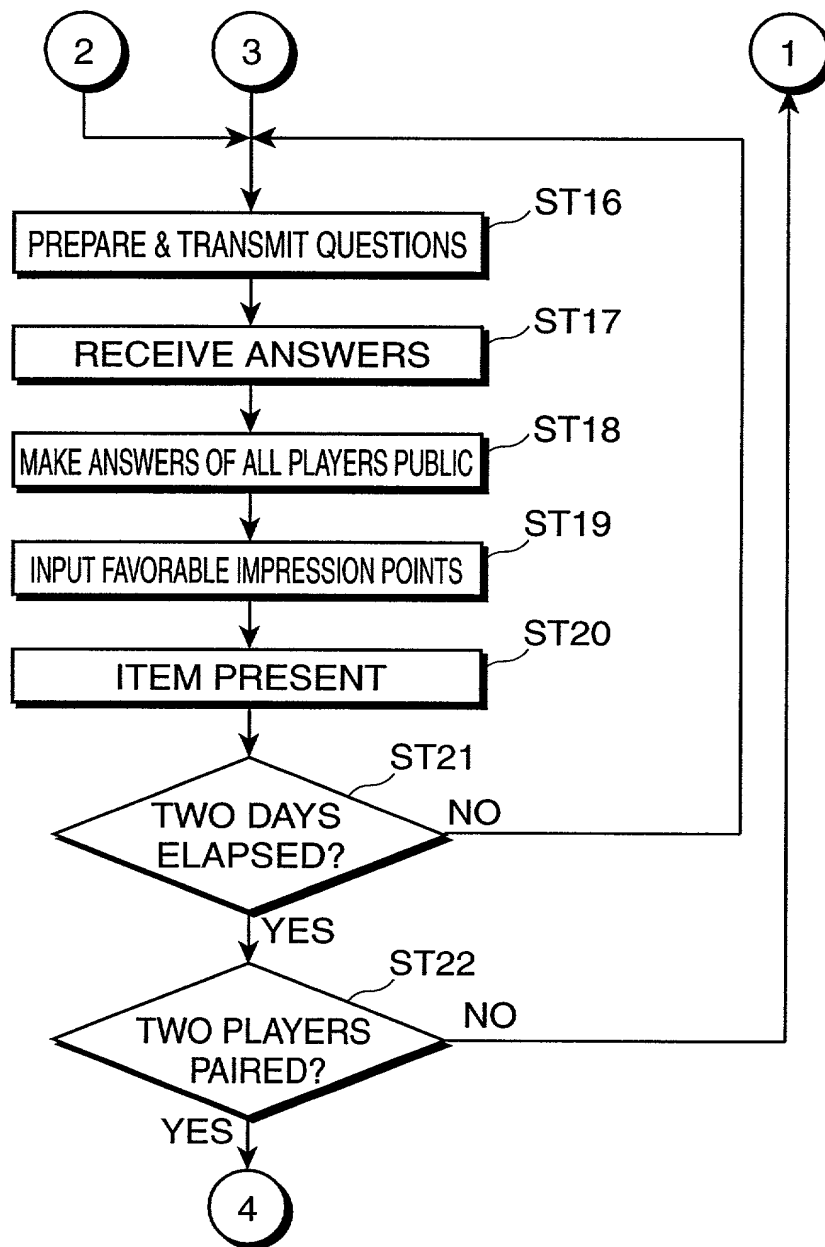 2
3
1
ST16
PREPARE & TRANSMIT QUESTIONS
ST17
RECEIVE ANSWERS
ST18
MAKE ANSWERS OF ALL PLAYERS PUBLIC
ST19
INPUT FAVORABLE IMPRESSION POINTS
ST20
ITEM PRESENT
ST21
TWO DAYS
ELAPSED?
NO
YES
ST22
TWO PLAYERS
PAIRED?
NO
YES
4